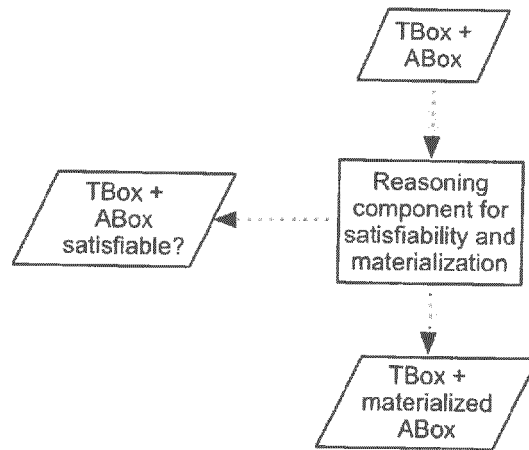 TBox +
ABox
TBox +
ABox
satisfiable?
Reasoning
component for
satisfiability and
materialization
TBox +
materialized
ABox